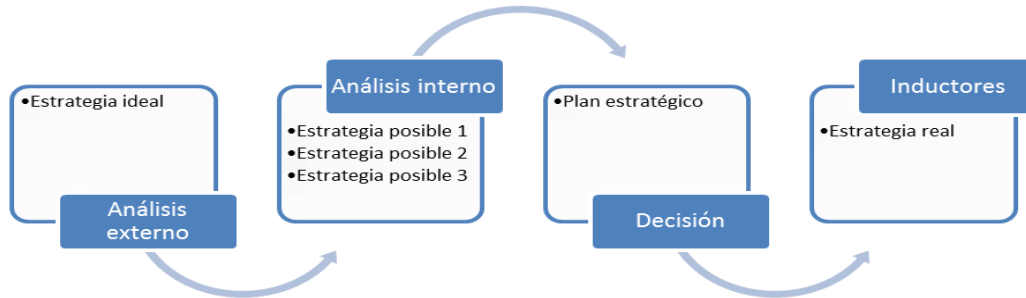 •Estrategia ideal
Análisis
externo
Análisis interno
•Estrategia posible 1
•Estrategia posible 2
•Estrategia posible 3
•Plan estratégico
Decisión
Inductores
•Estrategia real